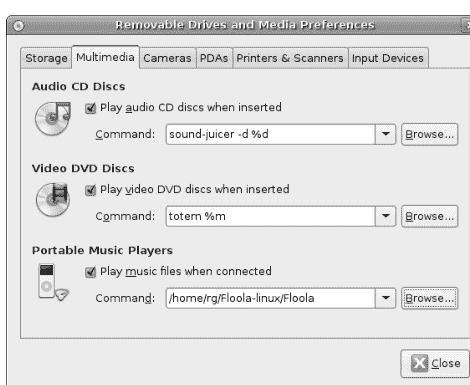 Removable Drives and Media Preferences
Storage Multimedia Cameras PDAs Printers & Scanners Input Devices
Audio CD Discs
Play audio CD discs when inserted
Command: sound-juicer -d %d Browse...
Video DVD Discs
Play video DVD discs when inserted
Command: totem %m Browse...
Portable Music Players
Play music files when connected
Command: /home/rg/Floola-linux/Floola Browse...
Close